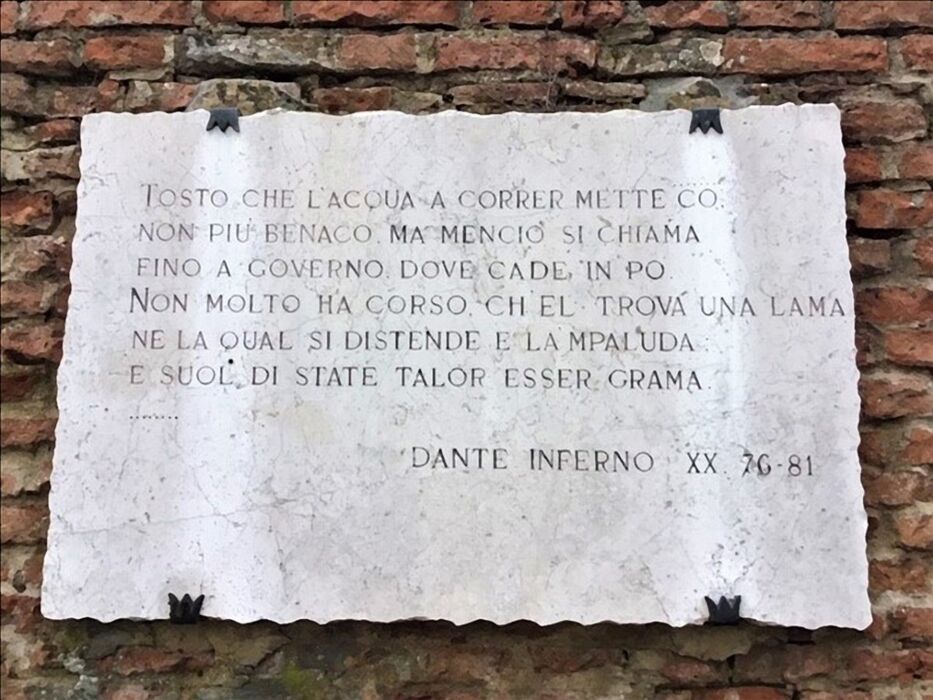 TOSTO CHE L'ACQUA A CORRER METTE CO,
NON PIU' BENACO, MA MENCIO SI CHIAMA
FINO A GOVERNO, DOVE CADE IN PO.
NON MOLTO HA CORSO, CH'EL TROVA UNA LAMA
NE LA QUAL SI DISTENDE E LA MPALUDA;
E SUOL DI STATE TALOR ESSER GRAMA.
........
DANTE INFERNO XX. 76-81